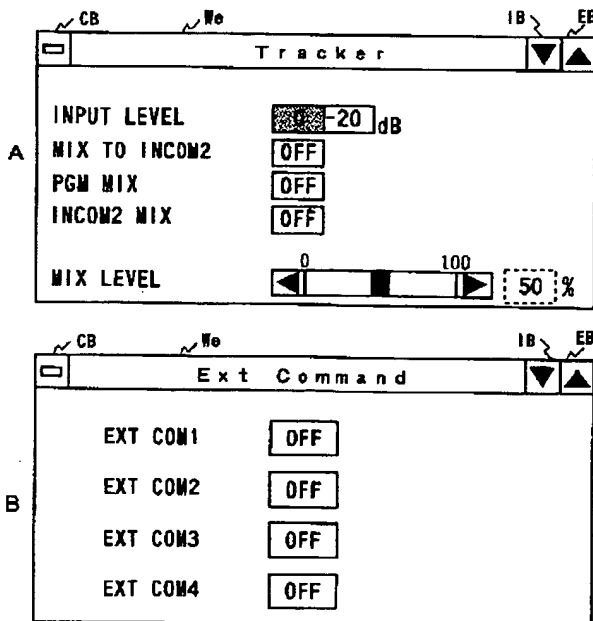 CB We IB EB
Tracker
INPUT LEVEL 0 -20 dB
A
MIX TO INCOM2 OFF
PGM MIX OFF
INCOM2 MIX OFF
0 100
MIX LEVEL 50 %
CB We IB EB
Ext Command
EXT COM1 OFF
EXT COM2 OFF
B
EXT COM3 OFF
EXT COM4 OFF